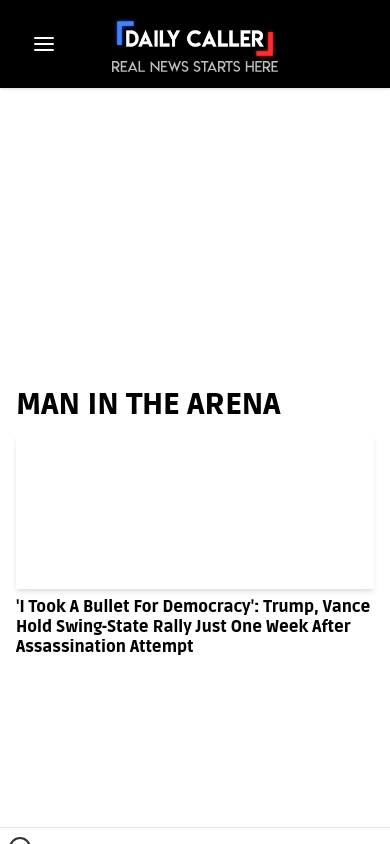 DAILY CALLER
REAL NEWS STARTS HERE
MAN IN THE ARENA
'I Took A Bullet For Democracy': Trump, Vance
Hold Swing-State Rally Just One Week After
Assassination Attempt